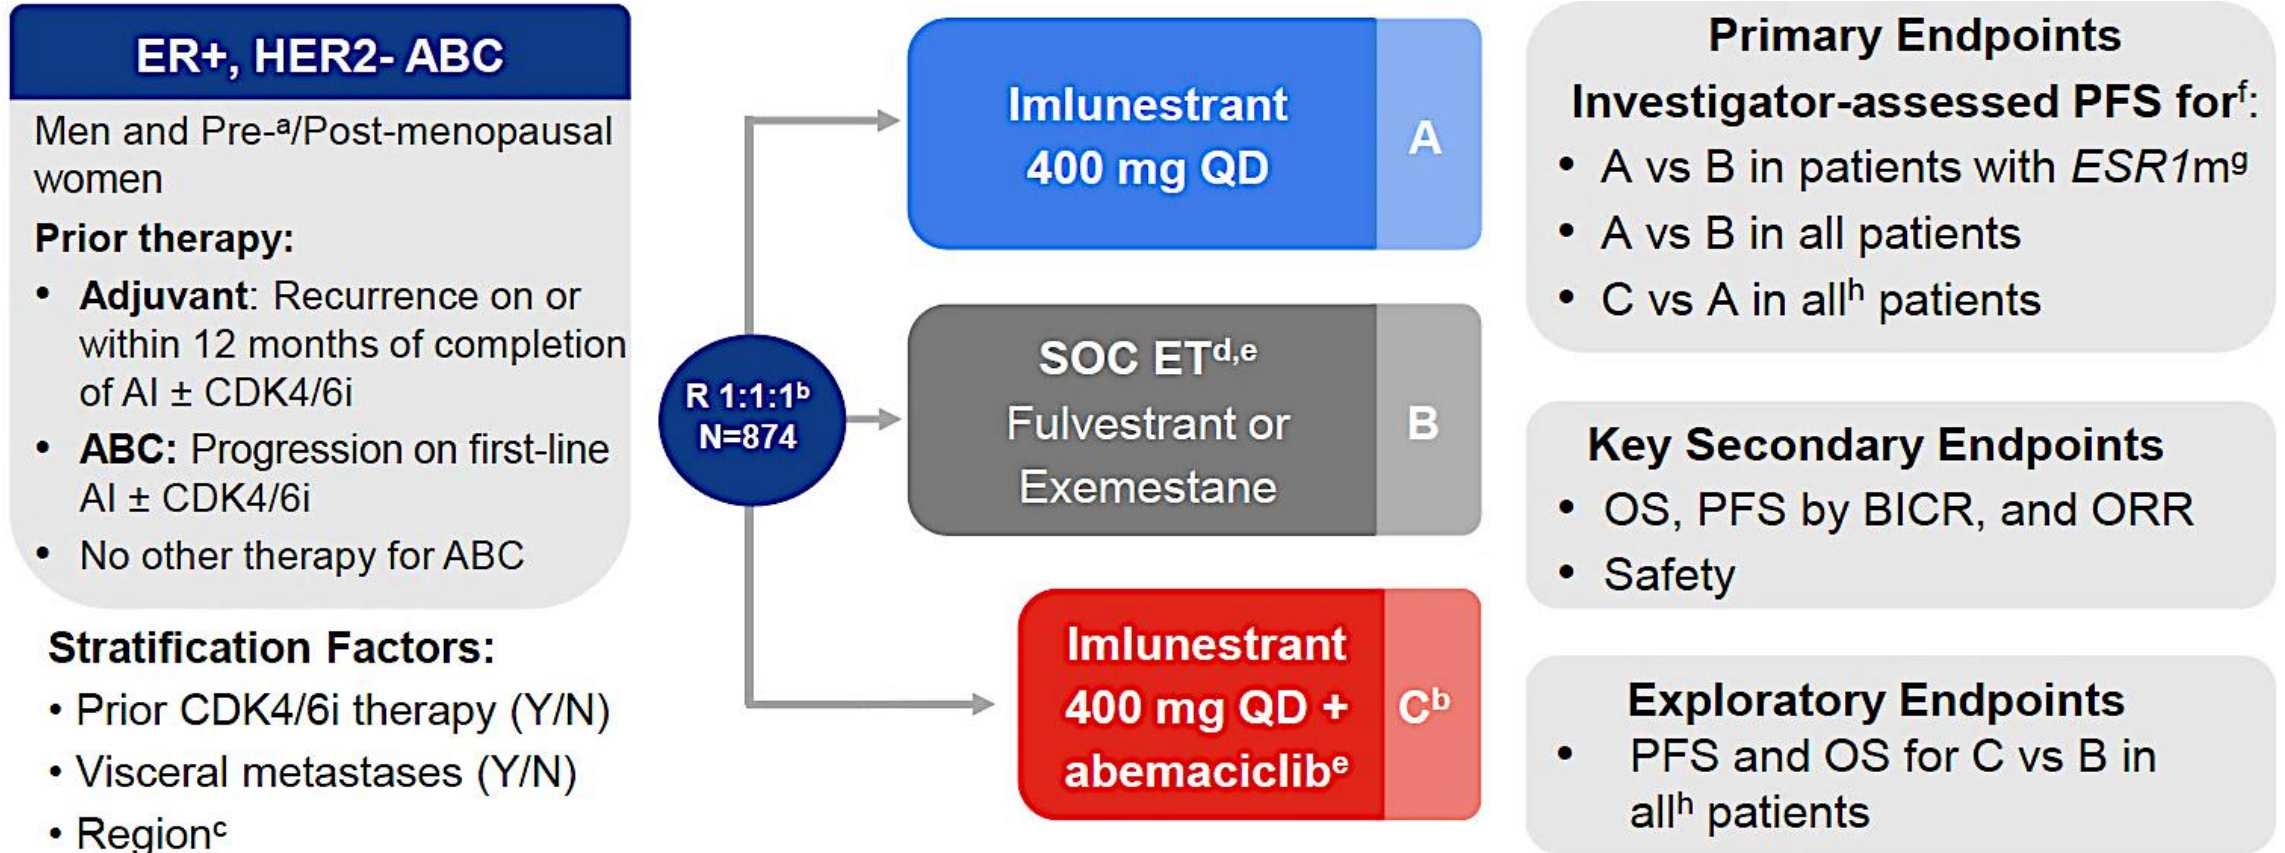 ER+, HER2- ABC
Men and Pre-ᵃ/Post-menopausal
women
Prior therapy:
• Adjuvant: Recurrence on or
within 12 months of completion
of AI ± CDK4/6i
• ABC: Progression on first-line
AI ± CDK4/6i
• No other therapy for ABC
Stratification Factors:
• Prior CDK4/6i therapy (Y/N)
• Visceral metastases (Y/N)
• Regionᶜ
R 1:1:1ᵇ
N=874
Imlunestrant
400 mg QD
A
SOC ETᵈ,ᵉ
Fulvestrant or
Exemestane
B
Imlunestrant
400 mg QD +
abemaciclibᵉ
Cᵇ
Primary Endpoints
Investigator-assessed PFS forᶠ:
• A vs B in patients with ESR1mᵍ
• A vs B in all patients
• C vs A in allʰ patients
Key Secondary Endpoints
• OS, PFS by BICR, and ORR
• Safety
Exploratory Endpoints
• PFS and OS for C vs B in
allʰ patients